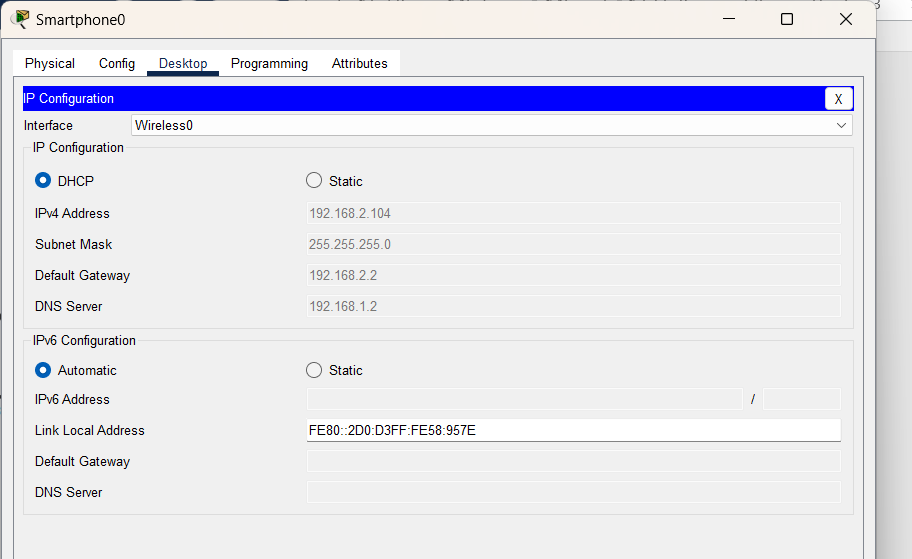 Smartphone0
Physical Config Desktop Programming Attributes
IP Configuration X
Interface Wireless0
IP Configuration
DHCP Static
IPv4 Address 192.168.2.104
Subnet Mask 255.255.255.0
Default Gateway 192.168.2.2
DNS Server 192.168.1.2
IPv6 Configuration
Automatic Static
IPv6 Address /
Link Local Address FE80::2D0:D3FF:FE58:957E
Default Gateway
DNS Server